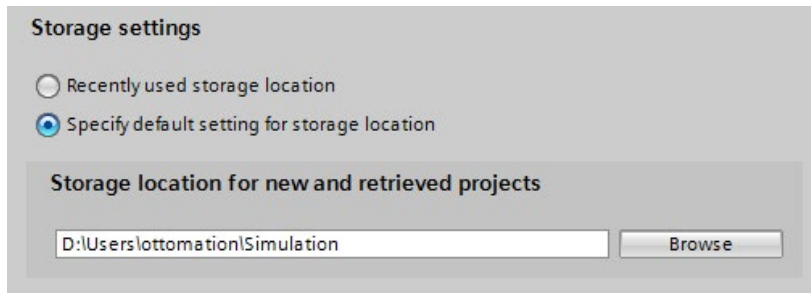 Storage settings
Recently used storage location
Specify default setting for storage location
Storage location for new and retrieved projects
D:\Users\ottomation\Simulation
Browse